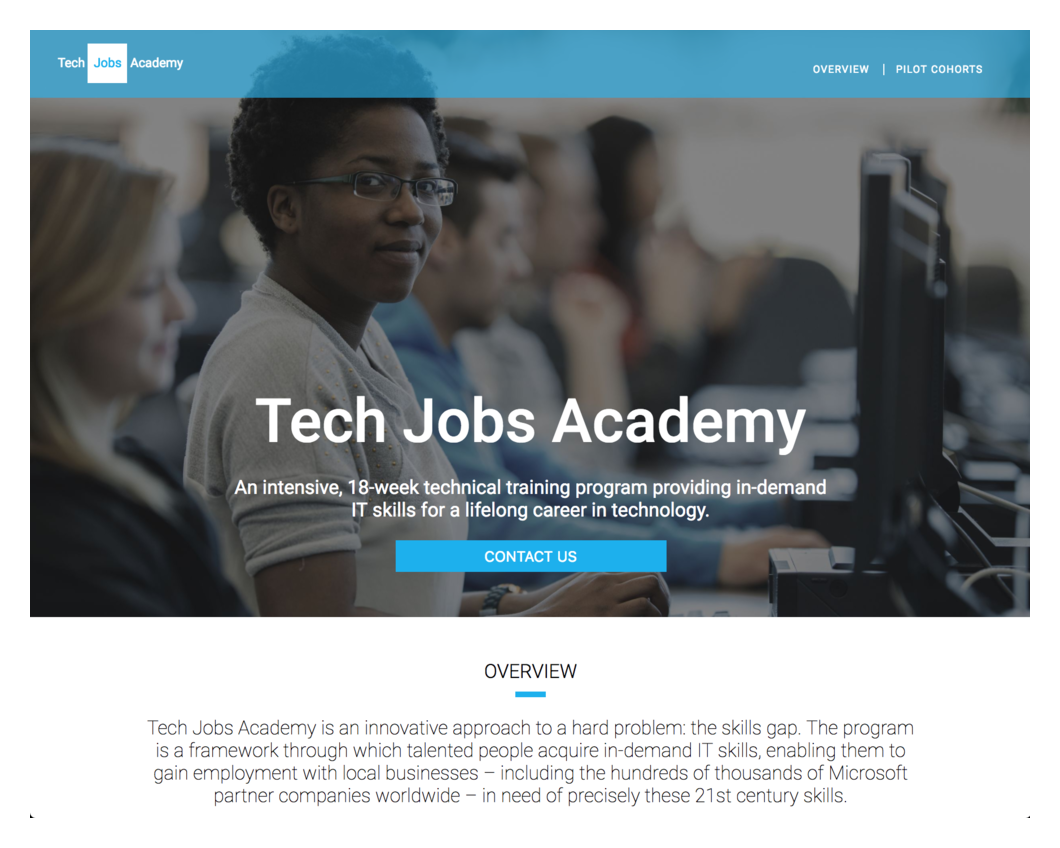 Tech Jobs Academy
OVERVIEW | PILOT COHORTS
Tech Jobs Academy
An intensive, 18-week technical training program providing in-demand
IT skills for a lifelong career in technology.
CONTACT US
OVERVIEW
Tech Jobs Academy is an innovative approach to a hard problem: the skills gap. The program
is a framework through which talented people acquire in-demand IT skills, enabling them to
gain employment with local businesses – including the hundreds of thousands of Microsoft
partner companies worldwide – in need of precisely these 21st century skills.